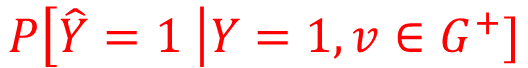 P[Ŷ = 1 |Y = 1, v ∈ G⁺]